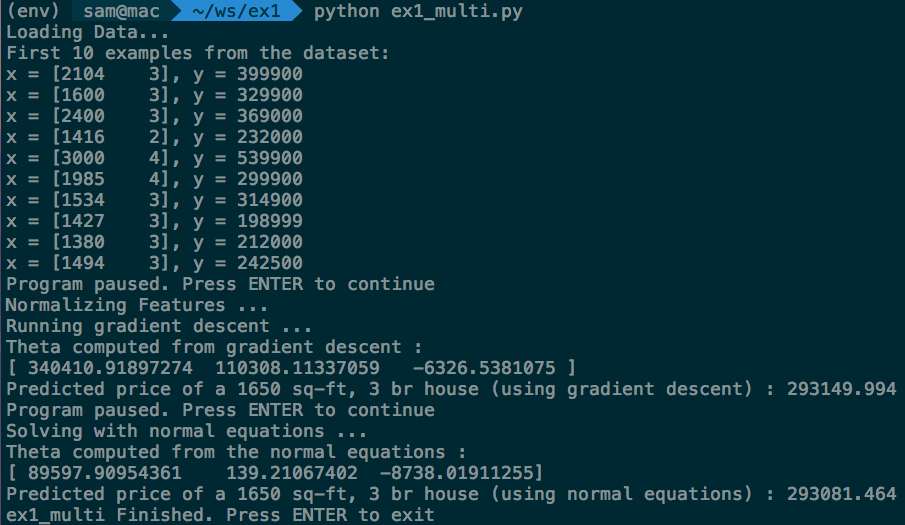 (env) sam@mac ~/ws/ex1 python ex1_multi.py
Loading Data...
First 10 examples from the dataset:
x = [2104    3], y = 399900
x = [1600    3], y = 329900
x = [2400    3], y = 369000
x = [1416    2], y = 232000
x = [3000    4], y = 539900
x = [1985    4], y = 299900
x = [1534    3], y = 314900
x = [1427    3], y = 198999
x = [1380    3], y = 212000
x = [1494    3], y = 242500
Program paused. Press ENTER to continue
Normalizing Features ...
Running gradient descent ...
Theta computed from gradient descent :
[ 340410.91897274  110308.11337059   -6326.5381075 ]
Predicted price of a 1650 sq-ft, 3 br house (using gradient descent) : 293149.994
Program paused. Press ENTER to continue
Solving with normal equations ...
Theta computed from the normal equations :
[ 89597.90954361    139.21067402  -8738.01911255]
Predicted price of a 1650 sq-ft, 3 br house (using normal equations) : 293081.464
ex1_multi Finished. Press ENTER to exit